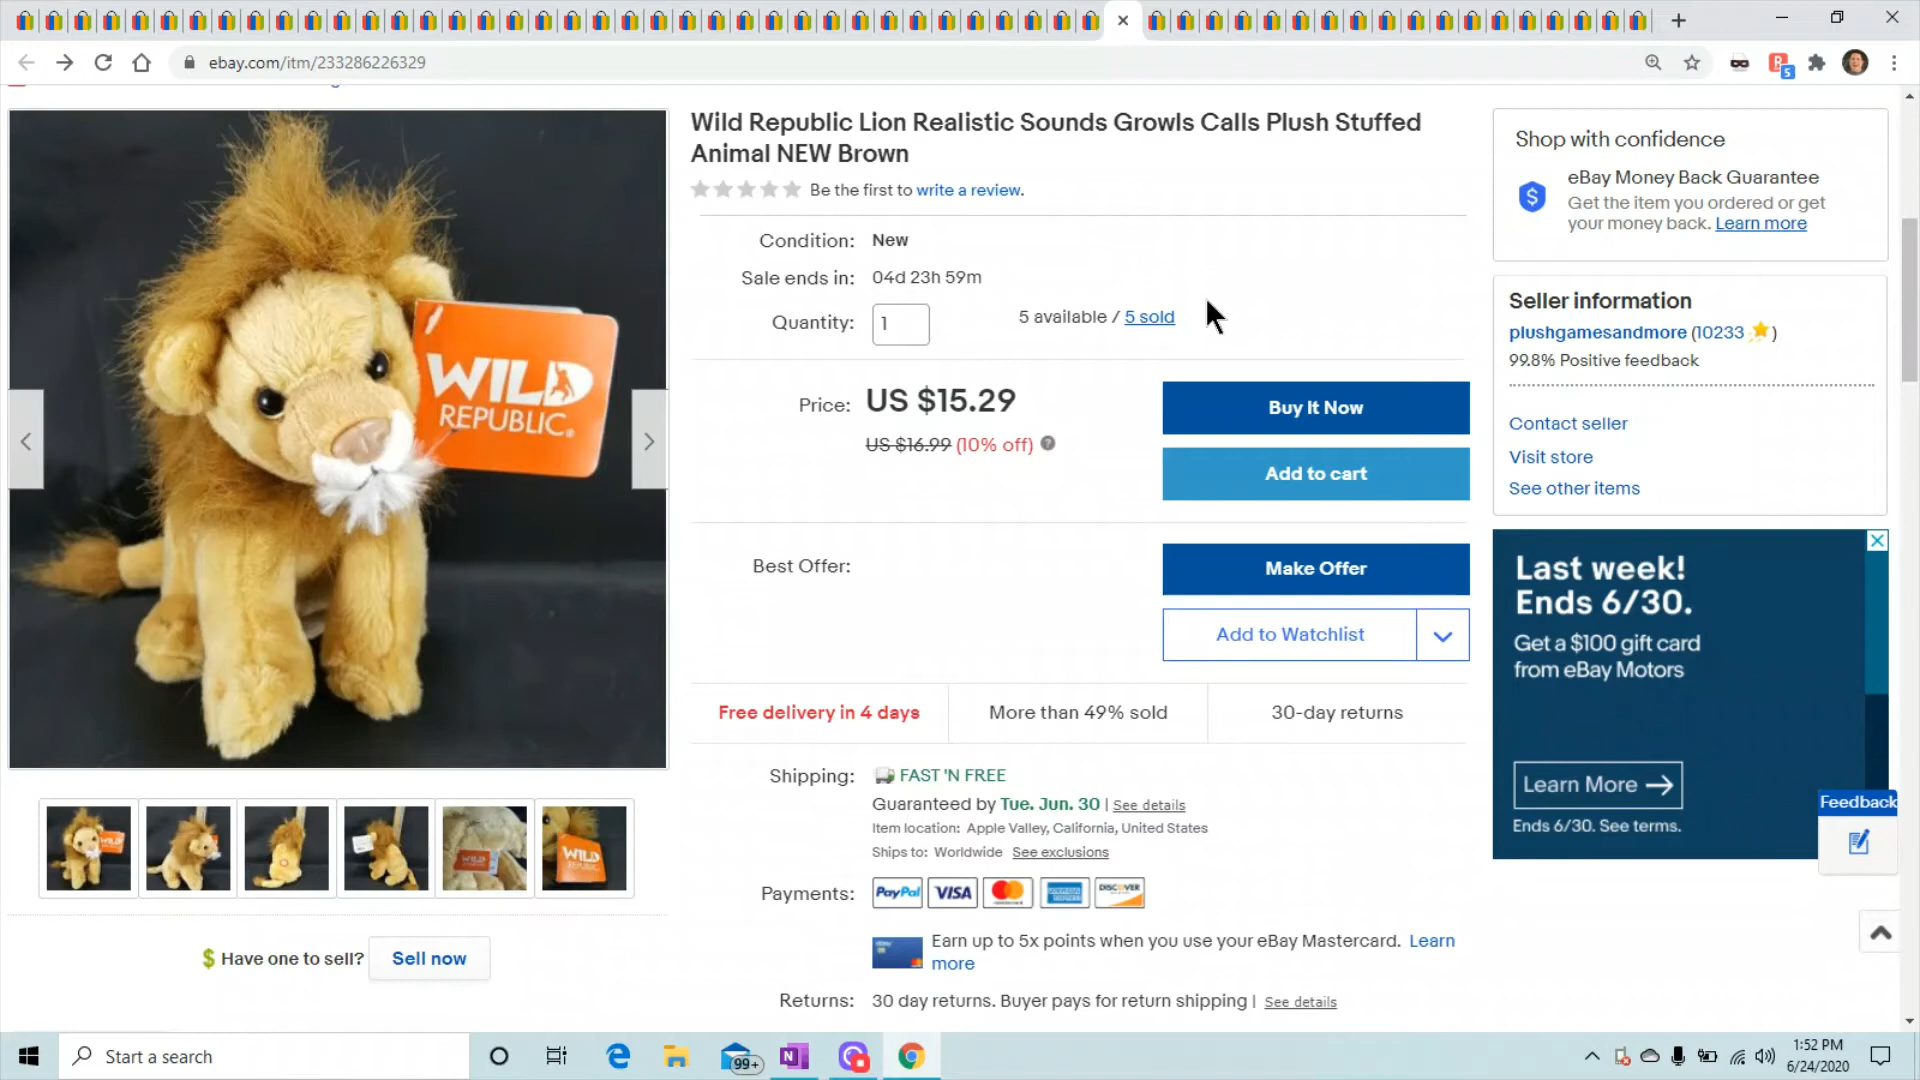 ebay.com/itm/233286226329
5
Wild Republic Lion Realistic Sounds Growls Calls Plush Stuffed
Animal NEW Brown
Be the first to write a review.
Condition: New
Sale ends in: 04d 23h 59m
Quantity: 1
5 available / 5 sold
Price: US $15.29
US $16.99 (10% off)
Buy It Now
Add to cart
Best Offer:
Make Offer
Add to Watchlist
Free delivery in 4 days
More than 49% sold
30-day returns
Shipping: FAST 'N FREE
Guaranteed by Tue. Jun. 30 | See details
Item location: Apple Valley, California, United States
Ships to: Worldwide See exclusions
Payments: PayPal VISA DISCOVER
Earn up to 5x points when you use your eBay Mastercard. Learn
more
Returns: 30 day returns. Buyer pays for return shipping | See details
WILD
REPUBLIC®
WILD
$ Have one to sell? Sell now
Shop with confidence
eBay Money Back Guarantee
Get the item you ordered or get
your money back. Learn more
Seller information
plushgamesandmore (10233 )
99.8% Positive feedback
Contact seller
Visit store
See other items
Last week!
Ends 6/30.
Get a $100 gift card
from eBay Motors
Learn More
Ends 6/30. See terms.
Feedback
Start a search
99+
N
1:52 PM
6/24/2020